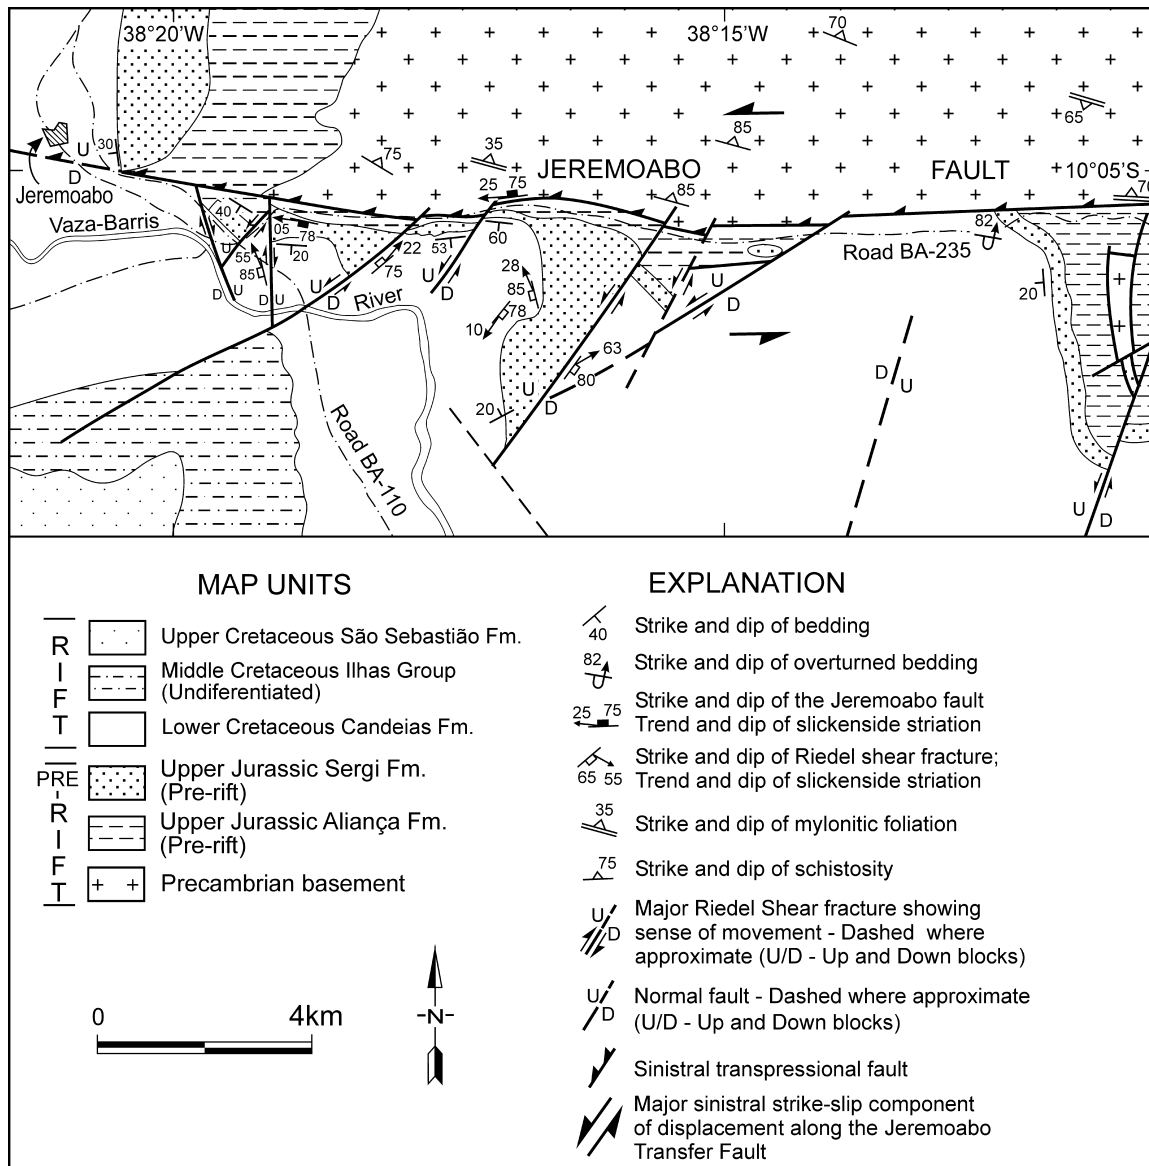 38°20'W
38°15'W
70
65
30
U
D
75
35
85
JEREMOABO
FAULT
10°05'S
70
Jeremoabo
Vaza-Barris
25
75
85
40
05
78
20
55
85
U
D
U
D
U
22
75
53
60
U
D
U
D
River
28
85
78
10
63
80
U
D
20
U
D
82
Road BA-235
20
D
U
U
D
Road BA-110
MAP UNITS
RIFT
Upper Cretaceous São Sebastião Fm.
Middle Cretaceous Ilhas Group
(Undiferentiated)
Lower Cretaceous Candeias Fm.
PRE-RIFT
Upper Jurassic Sergi Fm.
(Pre-rift)
Upper Jurassic Aliança Fm.
(Pre-rift)
Precambrian basement
0
4km
-N-
EXPLANATION
40
Strike and dip of bedding
82
Strike and dip of overturned bedding
25 75
Strike and dip of the Jeremoabo fault
Trend and dip of slickenside striation
65 55
Strike and dip of Riedel shear fracture;
Trend and dip of slickenside striation
35
Strike and dip of mylonitic foliation
75
Strike and dip of schistosity
U
D
Major Riedel Shear fracture showing
sense of movement - Dashed where
approximate (U/D - Up and Down blocks)
U
D
Normal fault - Dashed where approximate
(U/D - Up and Down blocks)
Sinistral transpressional fault
Major sinistral strike-slip component
of displacement along the Jeremoabo
Transfer Fault